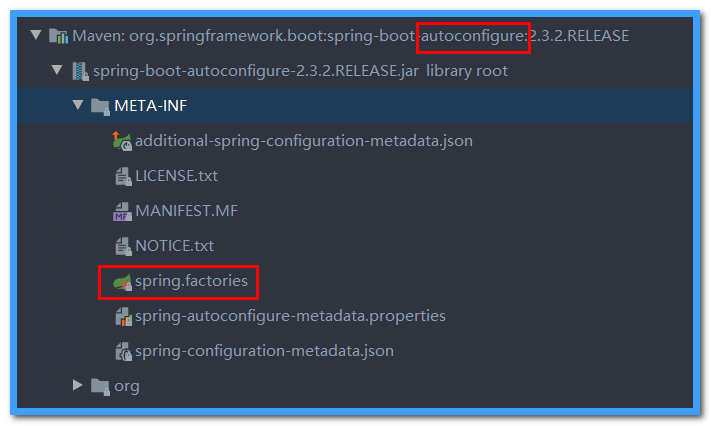 Maven: org.springframework.boot:spring-boot-autoconfigure:2.3.2.RELEASE
spring-boot-autoconfigure-2.3.2.RELEASE.jar library root
META-INF
additional-spring-configuration-metadata.json
LICENSE.txt
MF MANIFEST.MF
NOTICE.txt
spring.factories
spring-autoconfigure-metadata.properties
spring-configuration-metadata.json
org